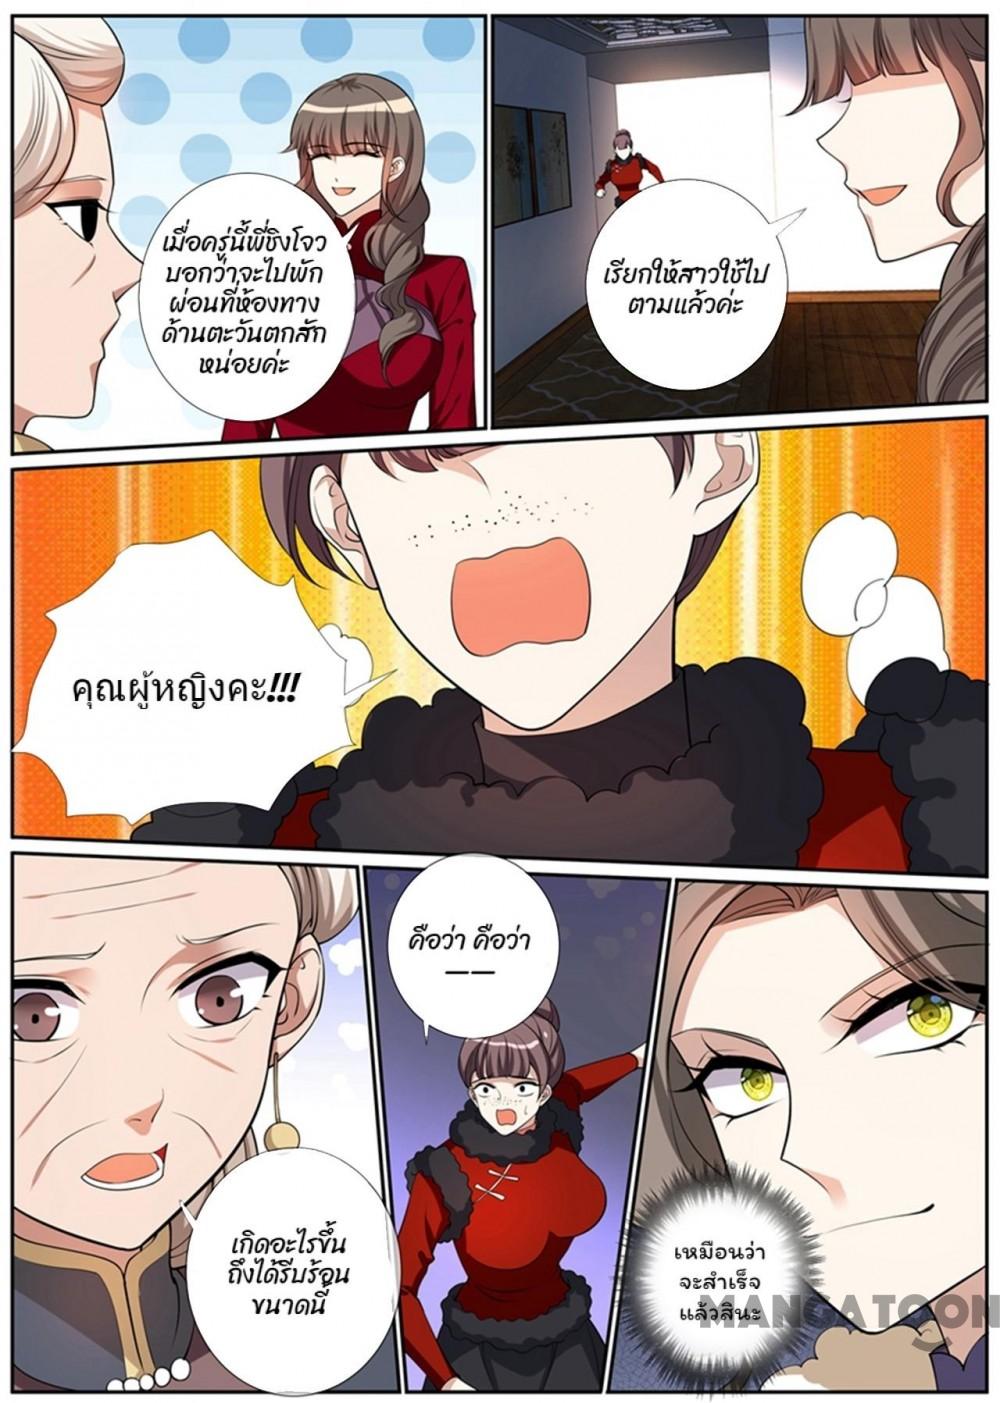 เมื่อครู่นี้พี่ชิงโจว
บอกว่าจะไปพัก
ผ่อนที่ห้องทาง
ด้านตะวันตกสัก
หน่อยค่ะ
เรียกให้สาวใช้ไป
ตามแล้วค่ะ
คุณผู้หญิงคะ!!!
คือว่า คือว่า
——
เกิดอะไรขึ้น
ถึงได้รีบร้อน
ขนาดนี้
เหมือนว่า
จะสำเร็จ
แล้วสินะ
MANGATOON